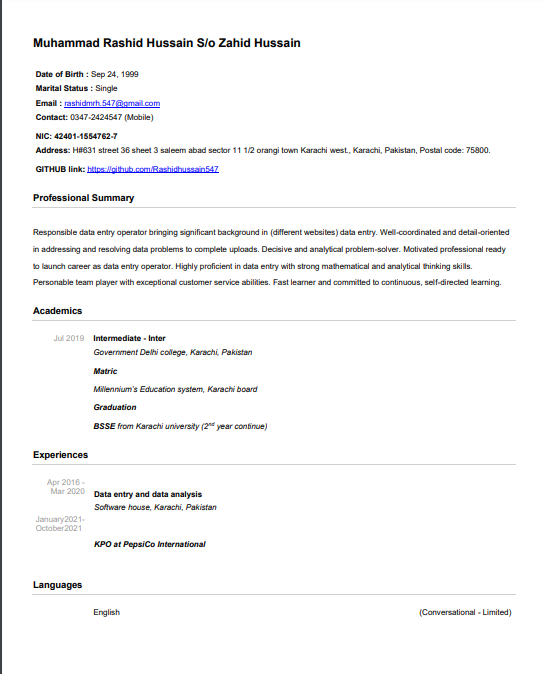 Muhammad Rashid Hussain S/o Zahid Hussain
Date of Birth : Sep 24, 1999
Marital Status : Single
Email : rashidmrh.547@gmail.com
Contact: 0347-2424547 (Mobile)
NIC: 42401-1554762-7
Address: H#631 street 36 sheet 3 saleem abad sector 11 1/2 orangi town Karachi west., Karachi, Pakistan, Postal code: 75800.
GITHUB link: https://github.com/Rashidhussain547
Professional Summary
Responsible data entry operator bringing significant background in (different websites) data entry. Well-coordinated and detail-oriented
in addressing and resolving data problems to complete uploads. Decisive and analytical problem-solver. Motivated professional ready
to launch career as data entry operator. Highly proficient in data entry with strong mathematical and analytical thinking skills.
Personable team player with exceptional customer service abilities. Fast learner and committed to continuous, self-directed learning.
Academics
Jul 2019 Intermediate - Inter
Government Delhi college, Karachi, Pakistan
Matric
Millennium's Education system, Karachi board
Graduation
BSSE from Karachi university (2nd year continue)
Experiences
Apr 2016 -
Mar 2020 Data entry and data analysis
Software house, Karachi, Pakistan
January2021-
October2021
KPO at PepsiCo International
Languages
English (Conversational - Limited)